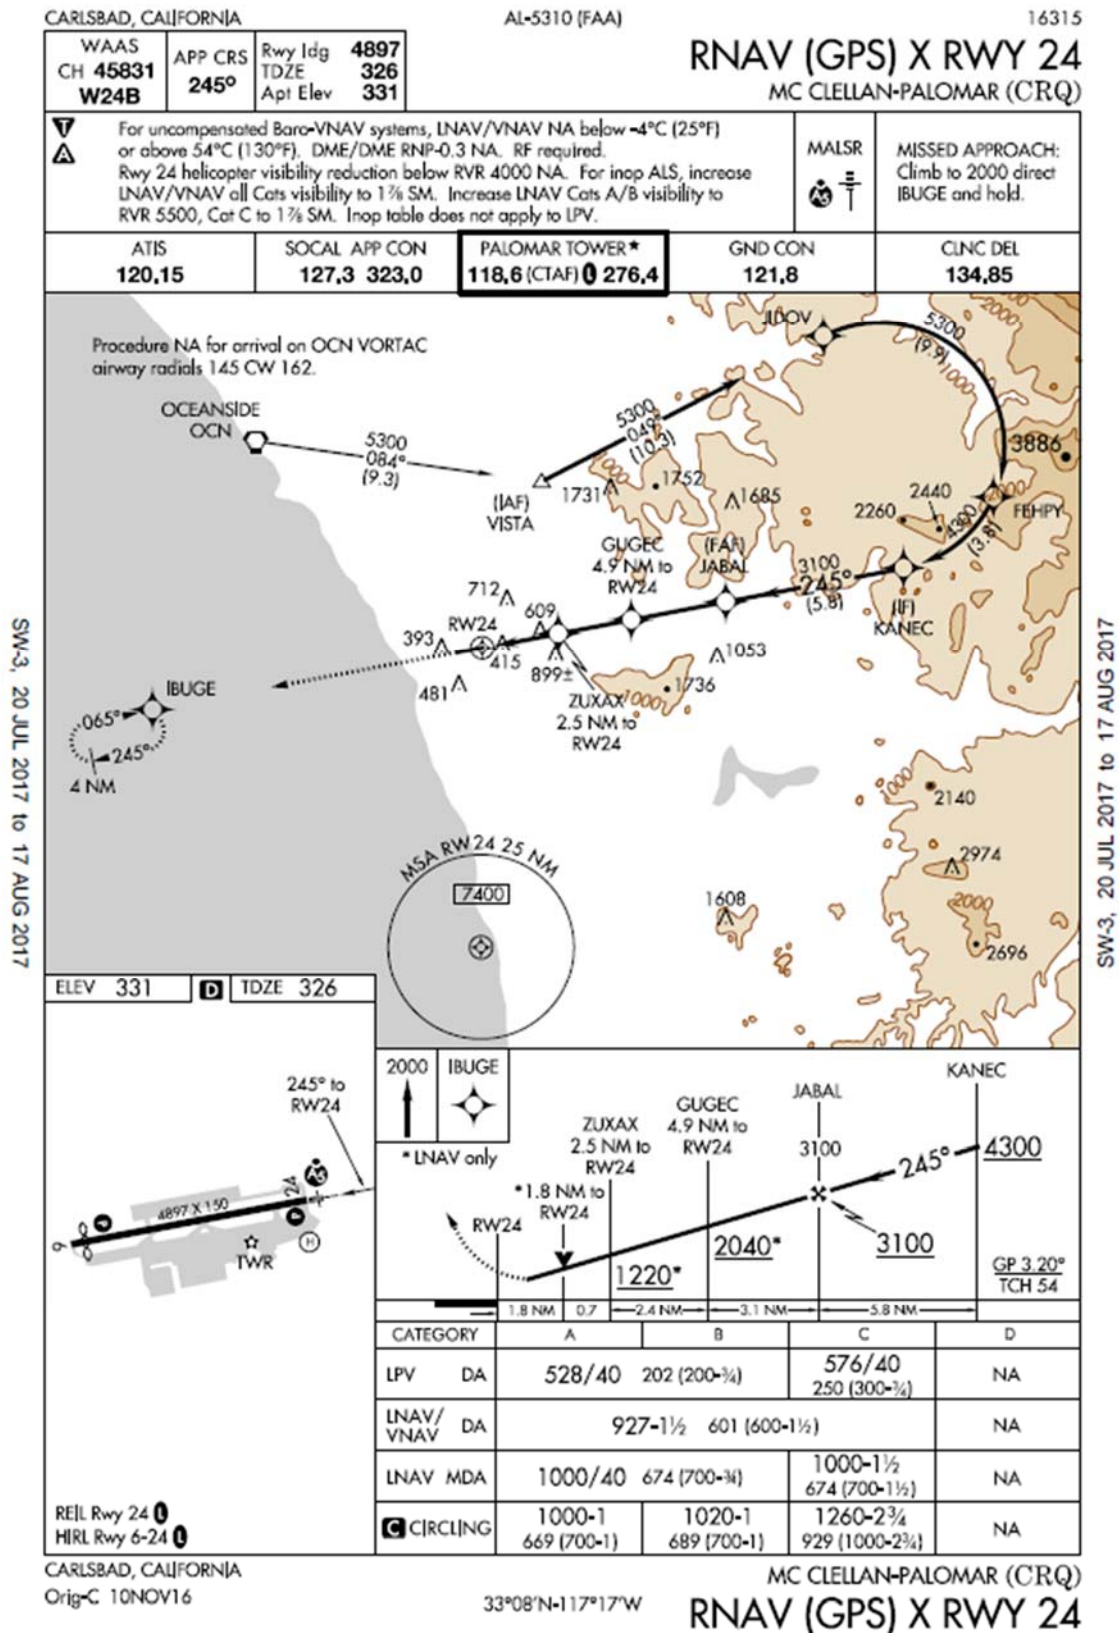 CARLSBAD, CALIFORNIA
AL-5310 (FAA)
16315
WAAS
CH 45831
W24B
APP CRS
245°
Rwy ldg 4897
TDZE 326
Apt Elev 331
RNAV (GPS) X RWY 24
MC CLELLAN-PALOMAR (CRQ)
T
A
For uncompensated Baro-VNAV systems, LNAV/VNAV NA below -4°C (25°F)
or above 54°C (130°F). DME/DME RNP-0.3 NA. RF required.
Rwy 24 helicopter visibility reduction below RVR 4000 NA. For inop ALS, increase
LNAV/VNAV all Cats visibility to 1⅞ SM. Increase LNAV Cats A/B visibility to
RVR 5500, Cat C to 1⅞ SM. Inop table does not apply to LPV.
MALSR
A5
MISSED APPROACH:
Climb to 2000 direct
IBUGE and hold.
ATIS
120.15
SOCAL APP CON
127.3 323.0
PALOMAR TOWER★
118.6 (CTAF) L 276.4
GND CON
121.8
CLNC DEL
134.85
Procedure NA for arrival on OCN VORTAC
airway radials 145 CW 162.
JLDOV
2000
5300
(9.9)
1000
OCEANSIDE
OCN
5300
084°
(9.3)
5300
049°
(10.3)
3886
(IAF)
VISTA
1000
1731
1752
1685
2260
2440
2000
FEHPY
4300
(3.8)
GUGEC
4.9 NM to
RW24
(FAF)
JABAL
3100
245°
(5.8)
(IF)
KANEC
712
609
RW24
393
415
899±
481
1053
1000
1736
ZUXAX
2.5 NM to
RW24
IBUGE
065°
245°
4 NM
1000
2140
2974
1608
2000
2696
MSA RW24 25 NM
7400
SW-3, 20 JUL 2017 to 17 AUG 2017
SW-3, 20 JUL 2017 to 17 AUG 2017
ELEV 331
D
TDZE 326
245° to
RW24
A5
24
4897 X 150
6
TWR
H
REIL Rwy 24 L
HIRL Rwy 6-24 L
2000
IBUGE
*LNAV only
KANEC
JABAL
GUGEC
4.9 NM to
RW24
ZUXAX
2.5 NM to
RW24
*1.8 NM to
RW24
RW24
3100
245°
4300
3100
2040*
1220*
GP 3.20°
TCH 54
1.8 NM
0.7
2.4 NM
3.1 NM
5.8 NM
CATEGORY A B C D
LPV DA 528/40 202 (200-¾) 576/40 250 (300-¾) NA
LNAV/VNAV DA 927-1½ 601 (600-1½) NA
LNAV MDA 1000/40 674 (700-¾) 1000-1½ 674 (700-1½) NA
C CIRCLING 1000-1 669 (700-1) 1020-1 689 (700-1) 1260-2¾ 929 (1000-2¾) NA
CARLSBAD, CALIFORNIA
Orig-C 10NOV16
33°08'N-117°17'W
MC CLELLAN-PALOMAR (CRQ)
RNAV (GPS) X RWY 24